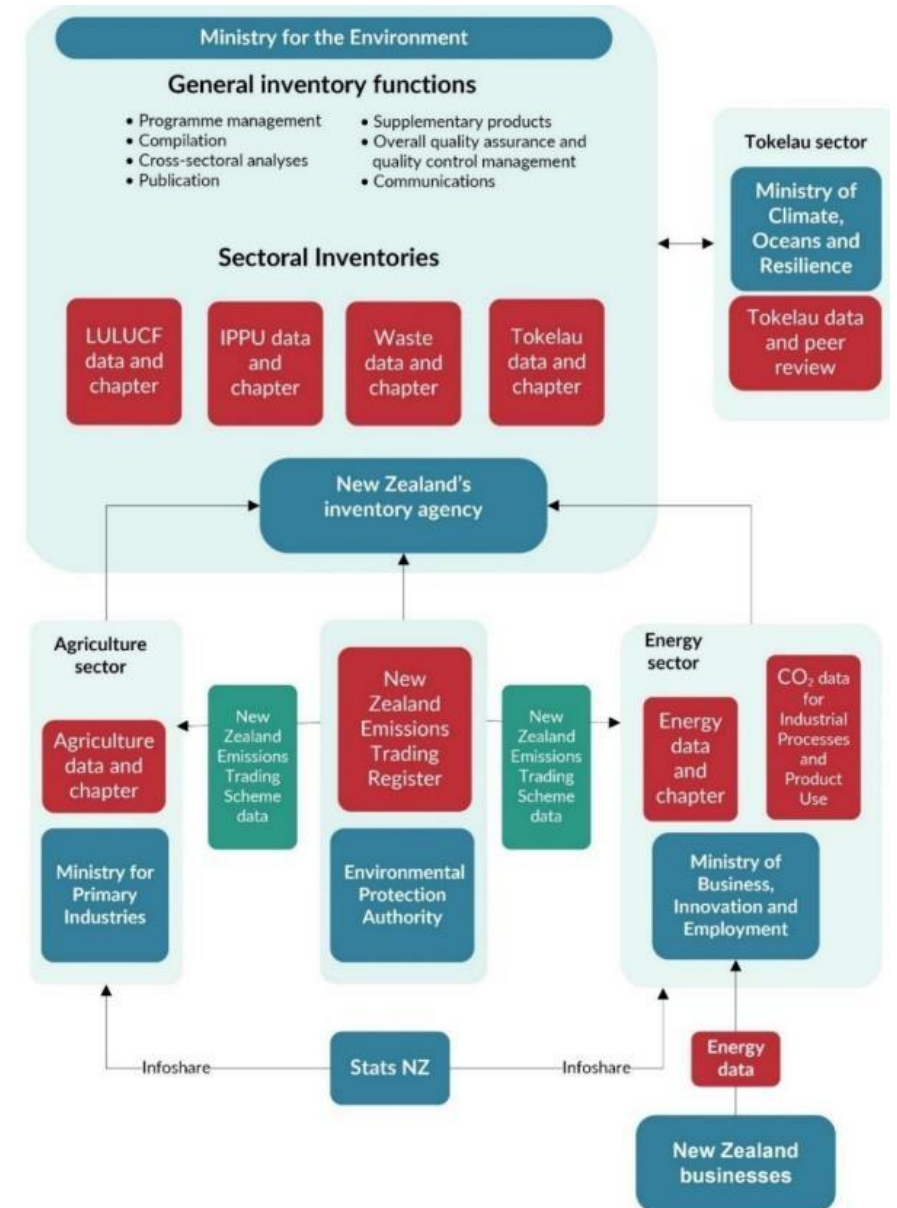 Ministry for the Environment
General inventory functions
• Programme management
• Compilation
• Cross-sectoral analyses
• Publication
• Supplementary products
• Overall quality assurance and
quality control management
• Communications
Tokelau sector
Ministry of
Climate,
Oceans and
Resilience
Tokelau data
and peer
review
Sectoral Inventories
LULUCF
data and
chapter
IPPU data
and
chapter
Waste
data and
chapter
Tokelau
data and
chapter
New Zealand's
inventory agency
Agriculture
sector
Agriculture
data and
chapter
Ministry for
Primary
Industries
New
Zealand
Emissions
Trading
Scheme
data
New
Zealand
Emissions
Trading
Register
Environmental
Protection
Authority
New
Zealand
Emissions
Trading
Scheme
data
Energy
sector
Energy
data
and
chapter
CO₂ data
for
Industrial
Processes
and
Product
Use
Ministry of
Business,
Innovation and
Employment
Infoshare
Stats NZ
Infoshare
Energy
data
New Zealand
businesses